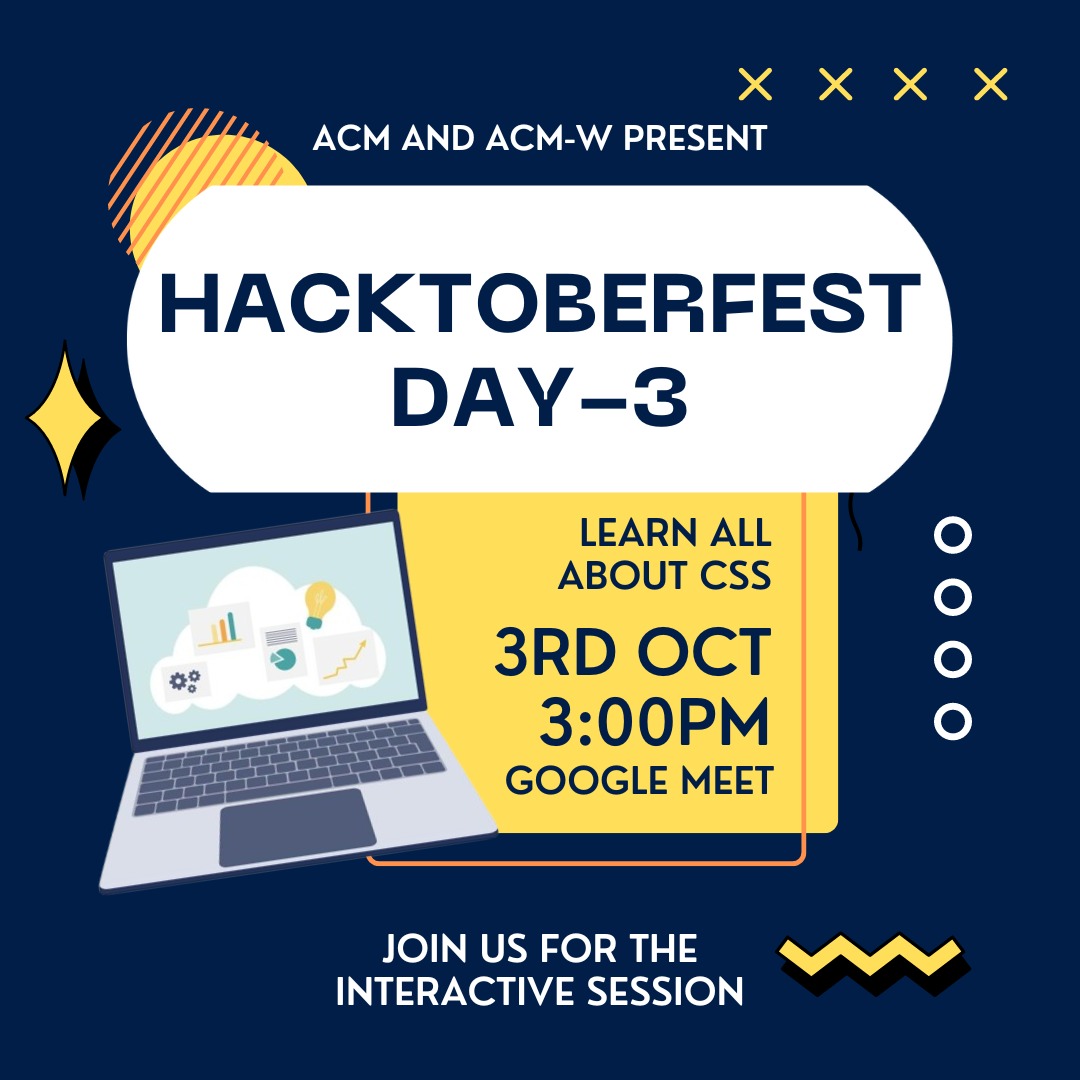 ACM AND ACM-W PRESENT
HACKTOBERFEST
DAY-3
LEARN ALL
ABOUT CSS
3RD OCT
3:00PM
GOOGLE MEET
JOIN US FOR THE
INTERACTIVE SESSION